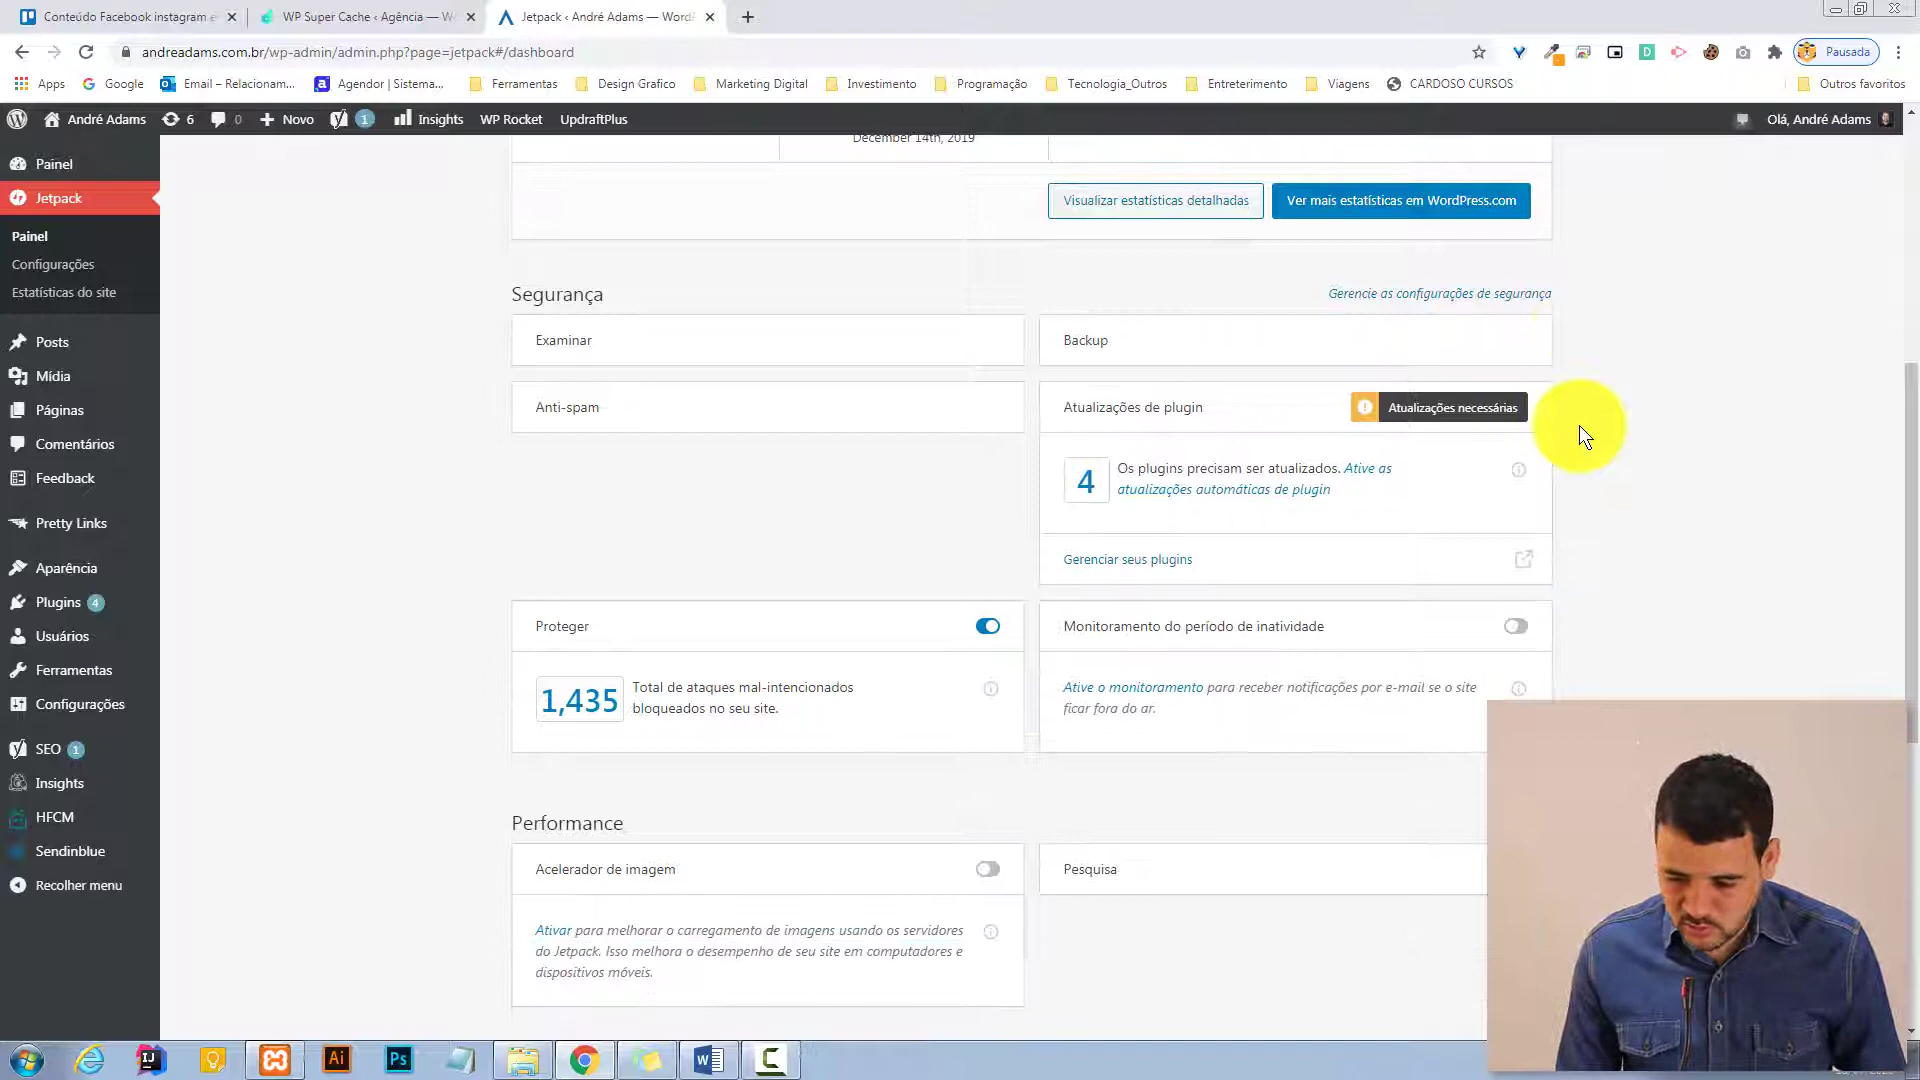 Conteúdo Facebook instagram e
WP Super Cache ‹ Agência — W
Jetpack ‹ André Adams — WordP
andreadams.com.br/wp-admin/admin.php?page=jetpack#/dashboard
Pausada
Apps
Google
Email – Relacionam...
Agendor | Sistema...
Ferramentas
Design Grafico
Marketing Digital
Investimento
Programação
Tecnologia_Outros
Entreterimento
Viagens
CARDOSO CURSOS
Outros favoritos
André Adams
6
0
Novo
1
Insights
WP Rocket
UpdraftPlus
Olá, André Adams
Painel
Jetpack
Painel
Configurações
Estatísticas do site
Posts
Mídia
Páginas
Comentários
Feedback
Pretty Links
Aparência
Plugins 4
Usuários
Ferramentas
Configurações
SEO 1
Insights
HFCM
Sendinblue
Recolher menu
December 14th, 2019
Visualizar estatísticas detalhadas
Ver mais estatísticas em WordPress.com
Segurança
Gerencie as configurações de segurança
Examinar
Backup
Anti-spam
Atualizações de plugin
Atualizações necessárias
4
Os plugins precisam ser atualizados. Ative as
atualizações automáticas de plugin
Gerenciar seus plugins
Proteger
1,435
Total de ataques mal-intencionados
bloqueados no seu site.
Monitoramento do período de inatividade
Ative o monitoramento para receber notificações por e-mail se o site
ficar fora do ar.
Performance
Acelerador de imagem
Ativar para melhorar o carregamento de imagens usando os servidores
do Jetpack. Isso melhora o desempenho de seu site em computadores e
dispositivos móveis.
Pesquisa